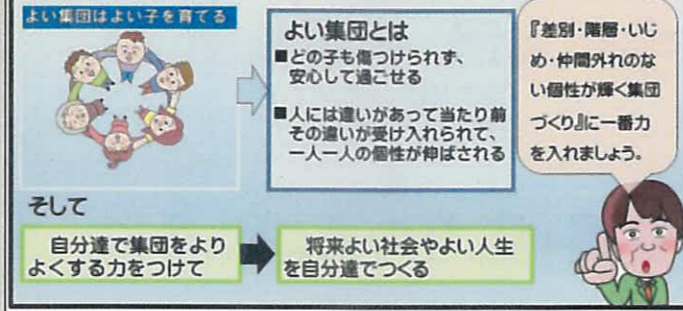 よい集団はよい子を育てる
よい集団とは
■どの子も傷つけられず、
安心して過ごせる
■人には違いがあって当たり前
その違いが受け入れられて、
一人一人の個性が伸ばされる
『差別・階層・いじ
め・仲間外れのな
い個性が輝く集団
づくり』に一番力
を入れましょう。
そして
自分達で集団をより
よくする力をつけて
将来よい社会やよい人生
を自分達でつくる